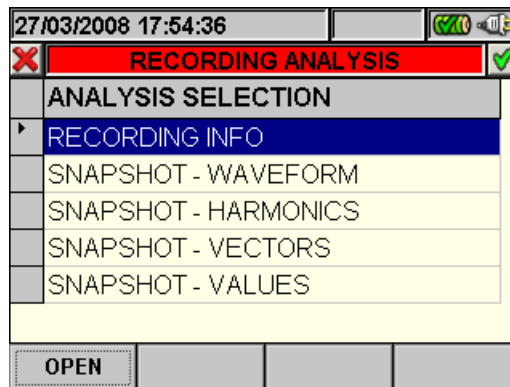 27/03/2008 17:54:36
RECORDING ANALYSIS
ANALYSIS SELECTION
RECORDING INFO
SNAPSHOT - WAVEFORM
SNAPSHOT - HARMONICS
SNAPSHOT - VECTORS
SNAPSHOT - VALUES
OPEN